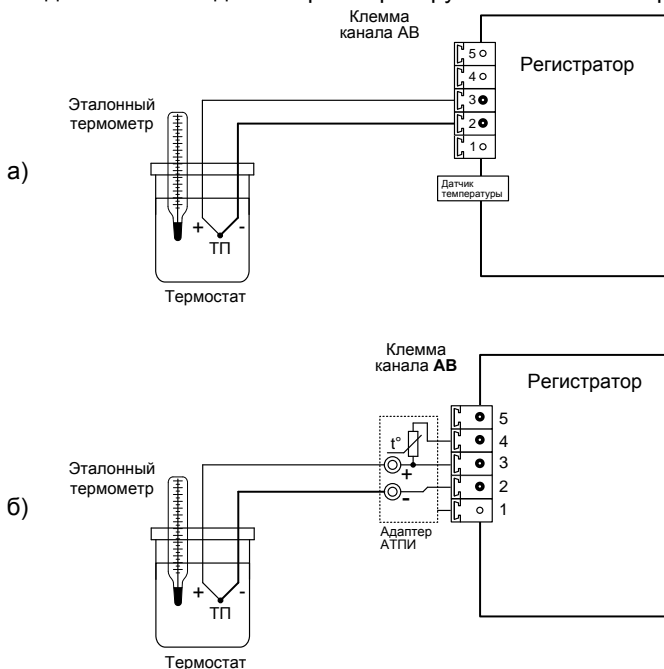 Клемма
канала АВ
5
4
3
2
1
Регистратор
Эталонный
термометр
а)
Датчик
температуры
+ -
ТП
Термостат
Клемма
канала АВ
Регистратор
5
4
3
2
1
t°
+
-
Адаптер
АТПИ
Эталонный
термометр
б)
+ -
ТП
Термостат